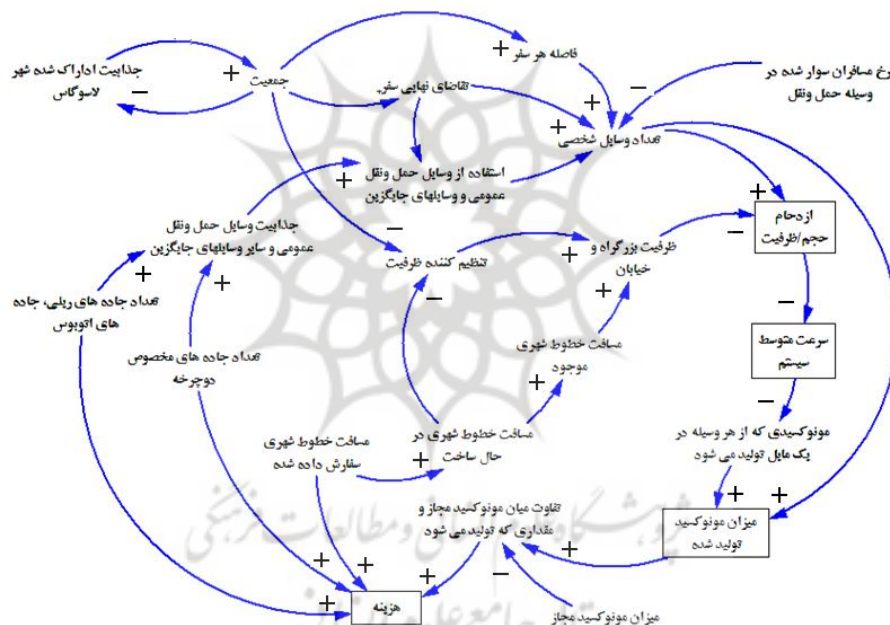 فاصله هر سفر
جذابیت اداراک شده شهر
لاسوگاس
جمعیت
تقاضای نهایی سفر
رخ مسافران سوار شده در
وسیله حمل ونقل
تعداد وسایل شخصی
استفاده از وسایل حمل ونقل
عمومی و وسایلهای جایگزین
ازدحام
حجم/ظرفیت
جذابیت وسایل حمل ونقل
عمومی و سایر وسایلهای جایگزین
ظرفیت بزرگراه و
خیابان
تنظیم کننده ظرفیت
تعداد جاده های ریلی، جاده
های اتوبوس
سرعت متوسط
سیستم
مسافت خطوط شهری
موجود
تعداد جاده های مخصوص
دوچرخه
مونوکسیدی که از هر وسیله در
یک مایل تولید می شود
مسافت خطوط شهری در
حال ساخت
مسافت خطوط شهری
سفارش داده شده
تفاوت میان مونوکسید مجاز و
مقداری که تولید می شود
میزان مونوکسید
تولید شده
هزینه
میزان مونوکسید مجاز